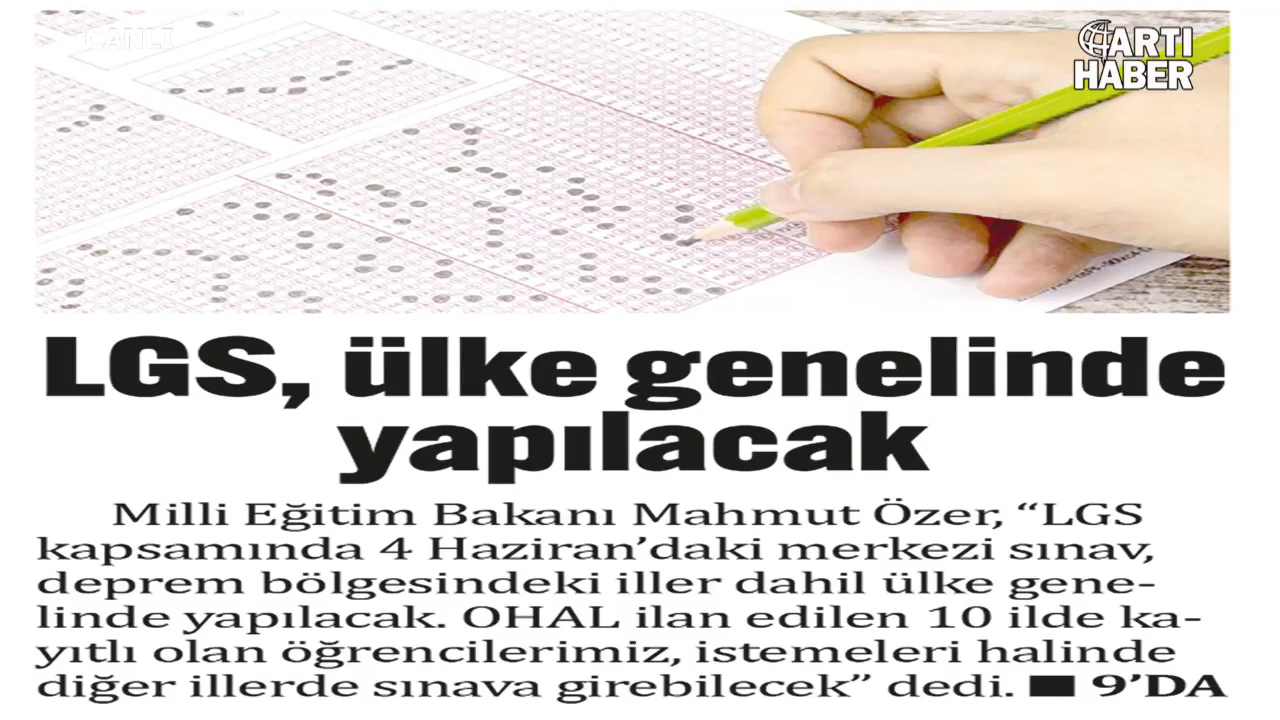 CANLI
ARTI
HABER
LGS, ülke genelinde
yapılacak
Milli Eğitim Bakanı Mahmut Özer, “LGS
kapsamında 4 Haziran’daki merkezi sınav,
deprem bölgesindeki iller dahil ülke gene-
linde yapılacak. OHAL ilan edilen 10 ilde ka-
yıtlı olan öğrencilerimiz, istemeleri halinde
diğer illerde sınava girebilecek” dedi. ■ 9’DA